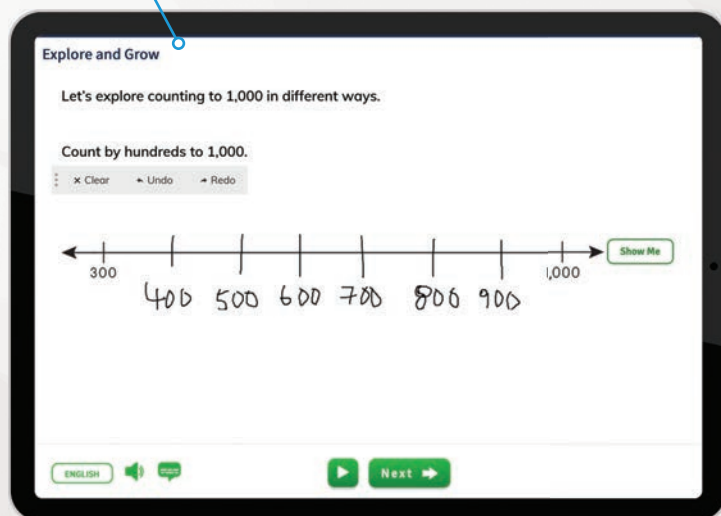 Explore and Grow
Let's explore counting to 1,000 in different ways.
Count by hundreds to 1,000.
× Clear Undo Redo
Show Me
300 1,000
400 500 600 700 800 900
ENGLISH Next